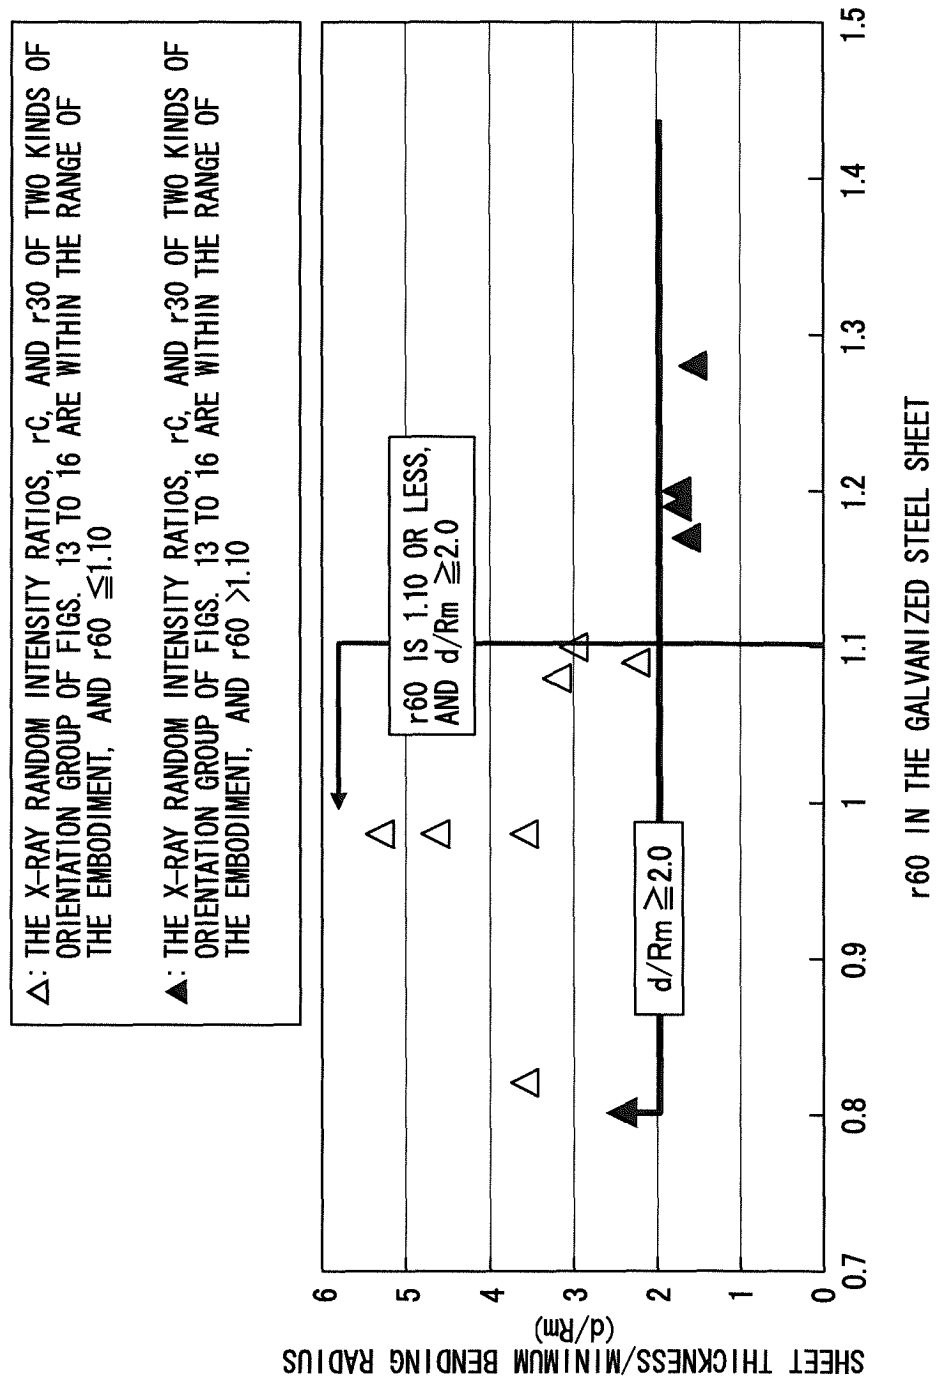 △: THE X-RAY RANDOM INTENSITY RATIOS, rC, AND r30 OF TWO KINDS OF
ORIENTATION GROUP OF FIGS. 13 TO 16 ARE WITHIN THE RANGE OF
THE EMBODIMENT, AND r60 ≦1.10
▲: THE X-RAY RANDOM INTENSITY RATIOS, rC, AND r30 OF TWO KINDS OF
ORIENTATION GROUP OF FIGS. 13 TO 16 ARE WITHIN THE RANGE OF
THE EMBODIMENT, AND r60 >1.10
SHEET THICKNESS/MINIMUM BENDING RADIUS
(d/Rm)
6
5
4
3
2
1
0
r60 IS 1.10 OR LESS,
AND d/Rm ≧2.0
d/Rm ≧2.0
0.7
0.8
0.9
1
1.1
1.2
1.3
1.4
1.5
r60 IN THE GALVANIZED STEEL SHEET